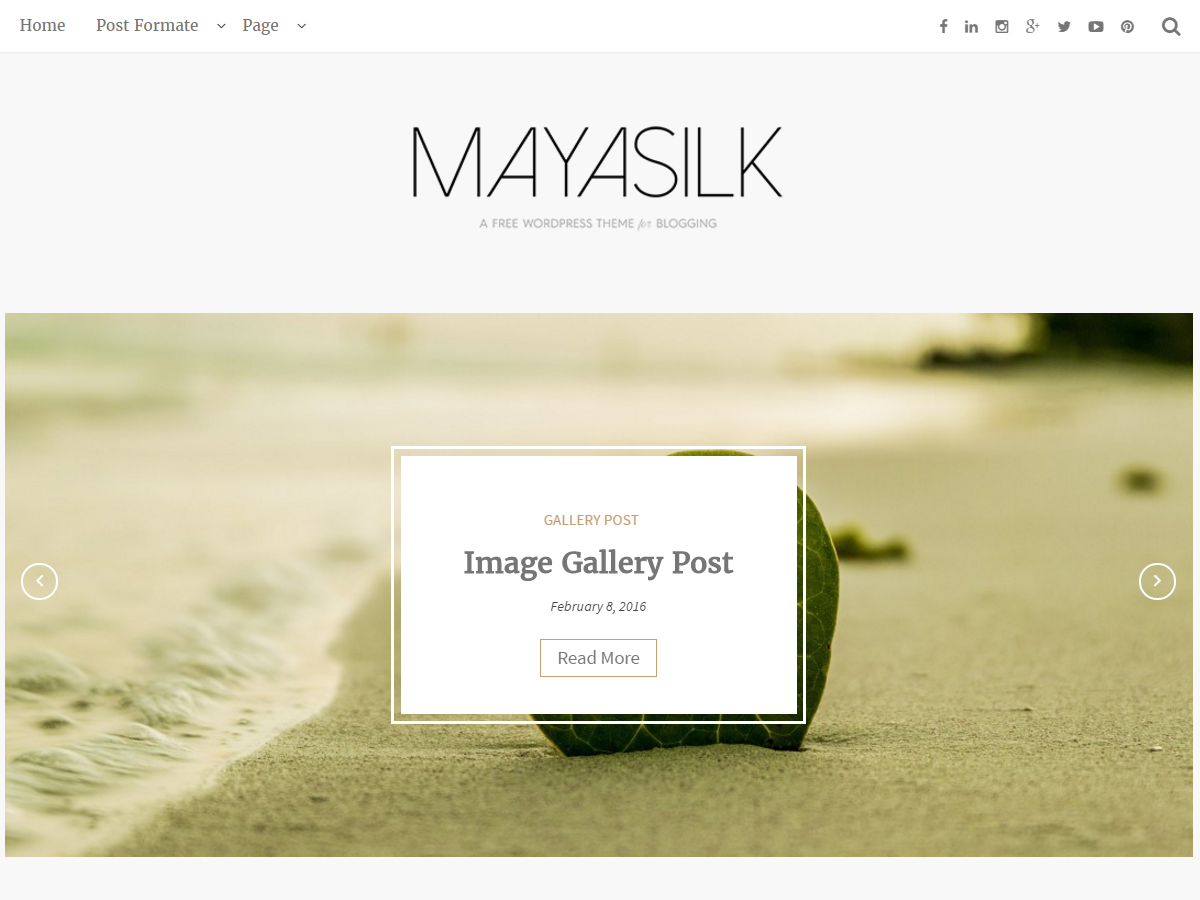 Home Post Formate Page
MAYASILK
A FREE WORDPRESS THEME for BLOGGING
GALLERY POST
Image Gallery Post
February 8, 2016
Read More